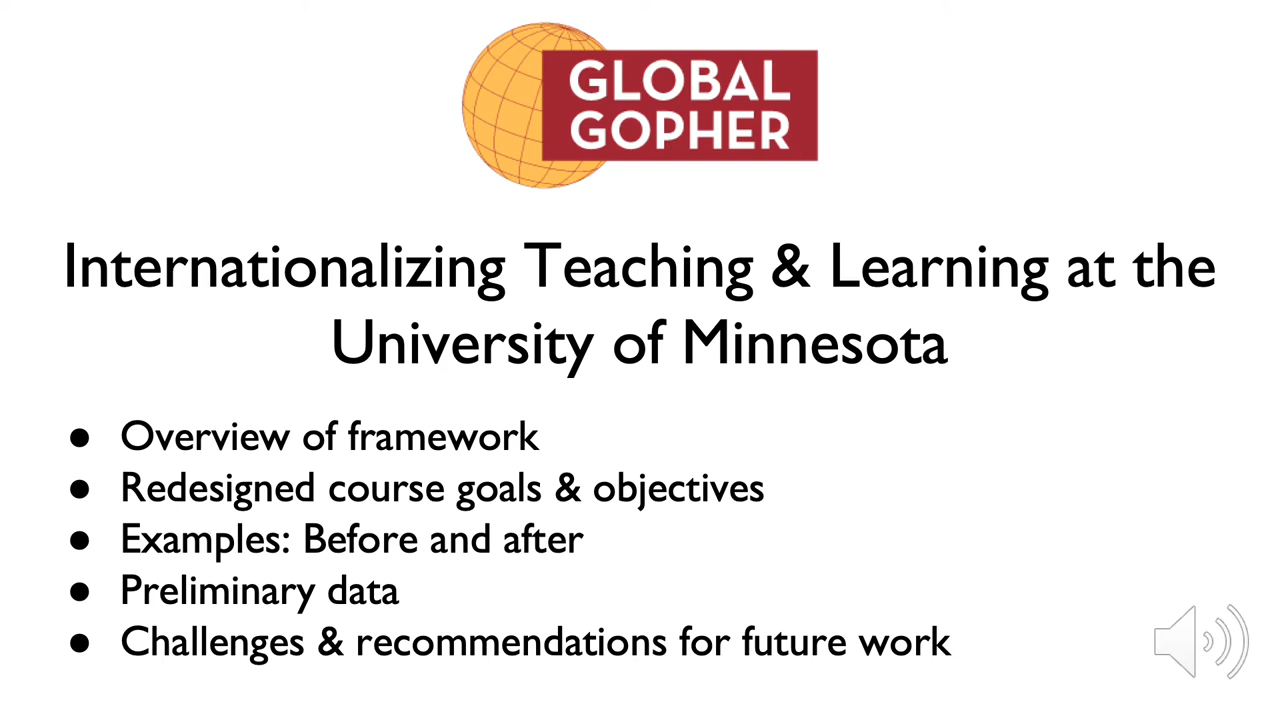 GLOBAL
GOPHER
Internationalizing Teaching & Learning at the
University of Minnesota
● Overview of framework
● Redesigned course goals & objectives
● Examples: Before and after
● Preliminary data
● Challenges & recommendations for future work